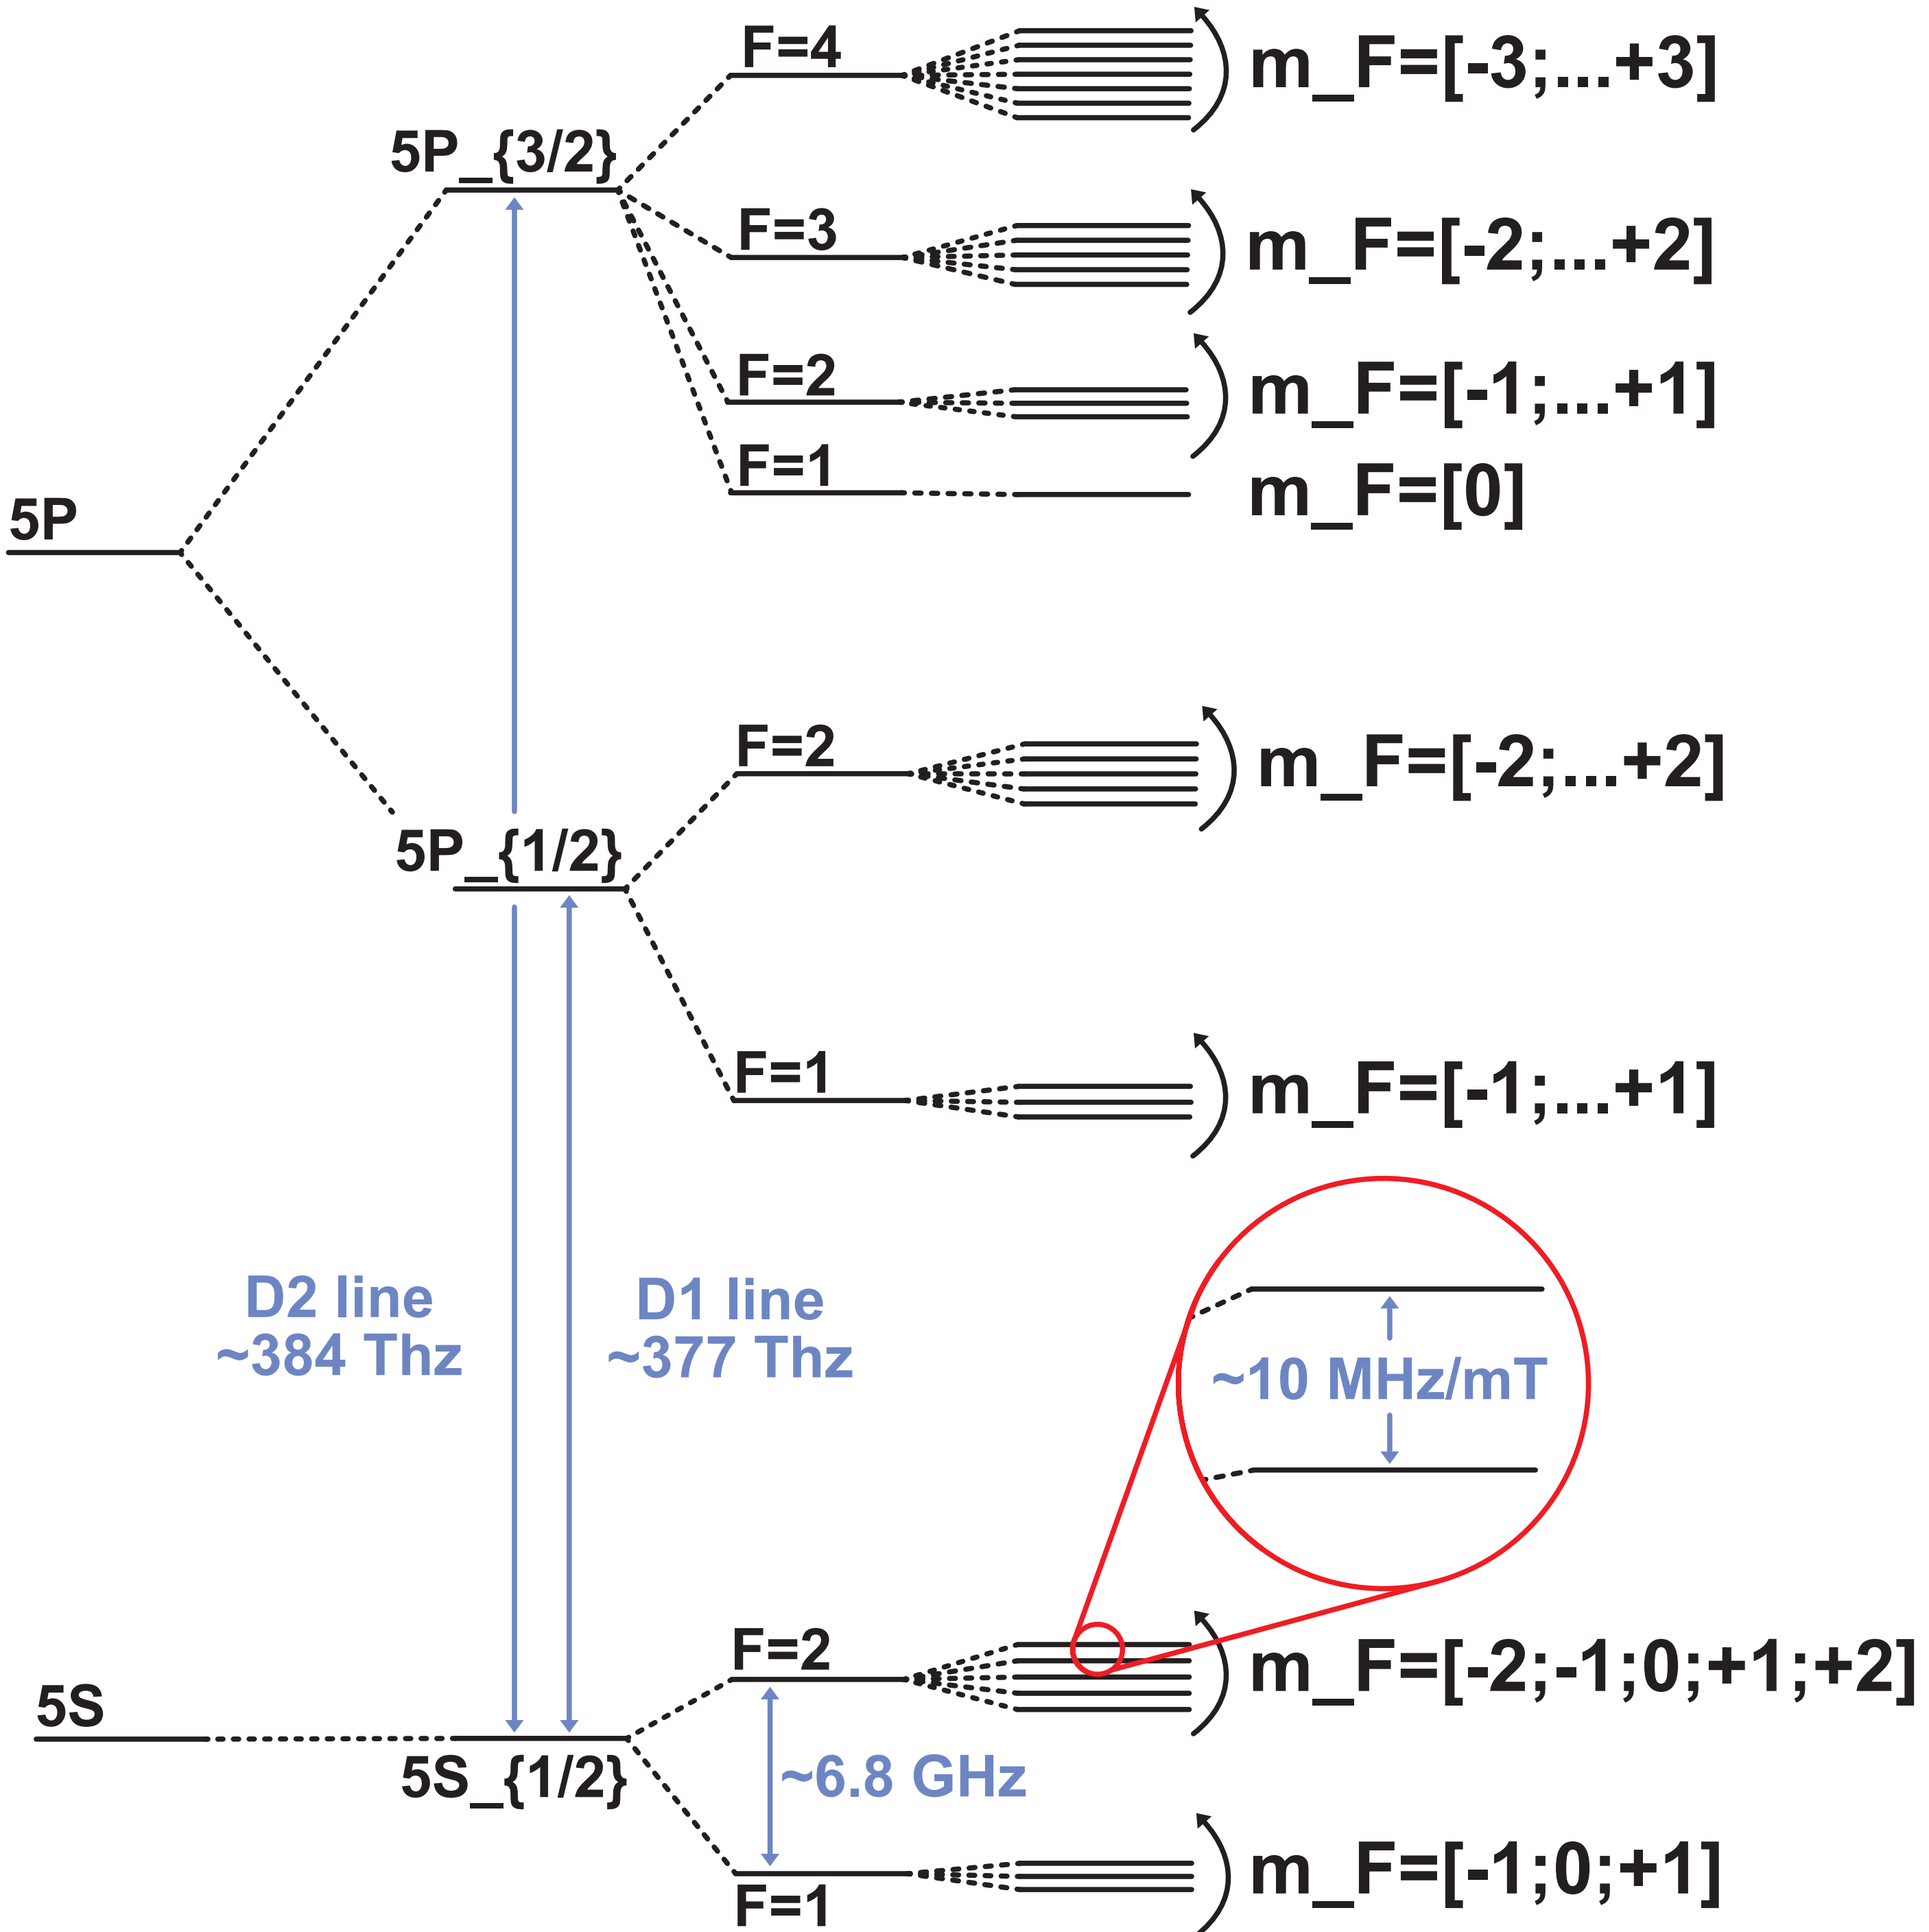 F=4
m_F=[-3;...+3]
5P_{3/2}
F=3
m_F=[-2;...+2]
F=2
m_F=[-1;...+1]
F=1
m_F=[0]
5P
F=2
m_F=[-2;...+2]
5P_{1/2}
F=1
m_F=[-1;...+1]
D2 line
~384 Thz
D1 line
~377 Thz
~10 MHz/mT
F=2
m_F=[-2;-1;0;+1;+2]
5S
5S_{1/2}
~6.8 GHz
F=1
m_F=[-1;0;+1]